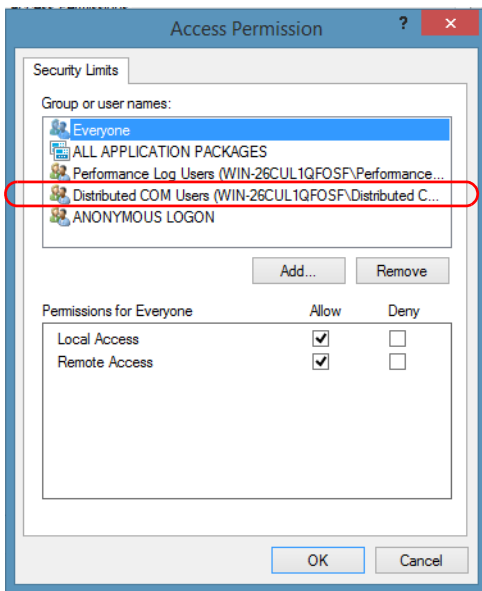 Access Permission
?
×
Security Limits
Group or user names:
Everyone
ALL APPLICATION PACKAGES
Performance Log Users (WIN-26CUL1QFOSF\Performance...
Distributed COM Users (WIN-26CUL1QFOSF\Distributed C...
ANONYMOUS LOGON
Add... Remove
Permissions for Everyone Allow Deny
Local Access
Remote Access
OK Cancel